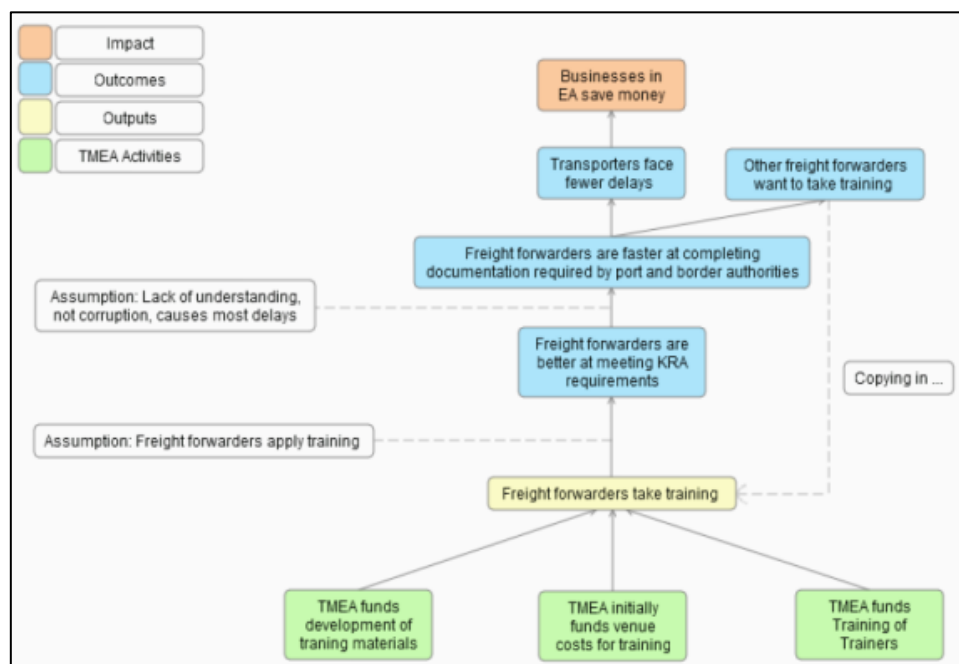 Impact
Outcomes
Outputs
TMEA Activities
Businesses in
EA save money
Transporters face
fewer delays
Other freight forwarders
want to take training
Freight forwarders are faster at completing
documentation required by port and border authorities
Assumption: Lack of understanding,
not corruption, causes most delays
Freight forwarders are
better at meeting KRA
requirements
Copying in ...
Assumption: Freight forwarders apply training
Freight forwarders take training
TMEA funds
development of
traning materials
TMEA initially
funds venue
costs for training
TMEA funds
Training of
Trainers